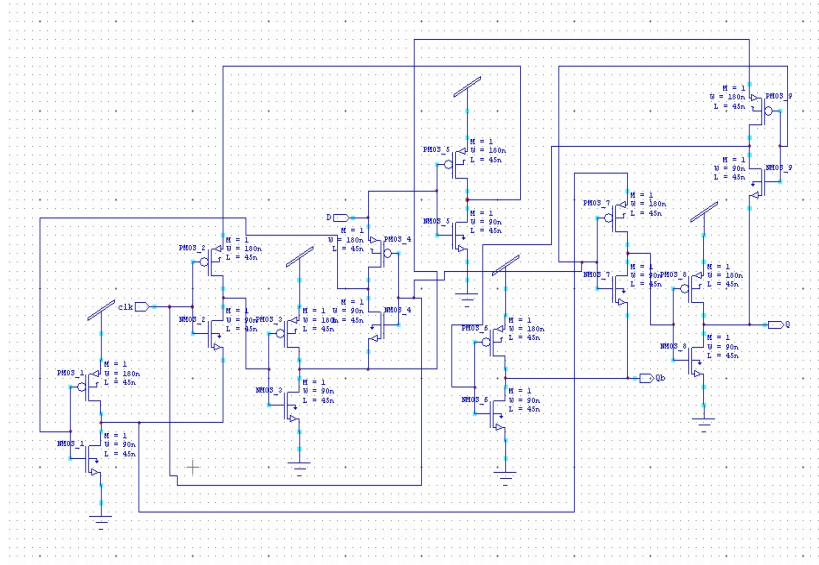 M = 1
W = 180n
L = 45n
PMOS_9
M = 1
W = 90n
L = 45n
NMOS_9
PMOS_5
M = 1
W = 180n
L = 45n
NMOS_5
M = 1
W = 90n
L = 45n
PMOS_7
M = 1
W = 180n
L = 45n
NMOS_7
M = 1
W = 90n
L = 45n
D
PMOS_2
M = 1
W = 180n
L = 45n
M = 1
W = 180n
L = 45n
PMOS_4
clk
NMOS_2
M = 1
W = 90n
L = 45n
PMOS_3
M = 1
W = 180n
L = 45n
M = 1
W = 90n
L = 45n
NMOS_4
PMOS_8
M = 1
W = 180n
L = 45n
Q
PMOS_6
M = 1
W = 180n
L = 45n
NMOS_8
M = 1
W = 90n
L = 45n
PMOS_1
M = 1
W = 180n
L = 45n
NMOS_3
M = 1
W = 90n
L = 45n
Qb
NMOS_6
M = 1
W = 90n
L = 45n
NMOS_1
M = 1
W = 90n
L = 45n